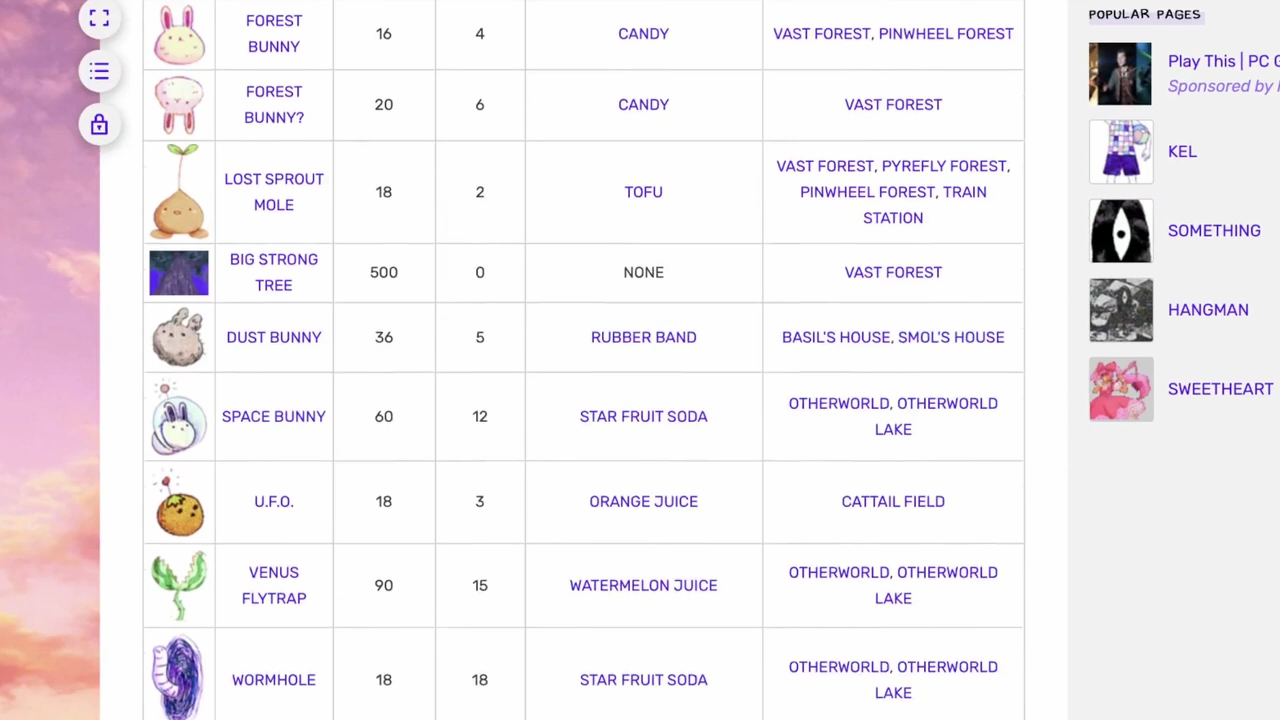 FOREST
BUNNY
16
4
CANDY
VAST FOREST, PINWHEEL FOREST
FOREST
BUNNY?
20
6
CANDY
VAST FOREST
LOST SPROUT
MOLE
18
2
TOFU
VAST FOREST, PYREFLY FOREST,
PINWHEEL FOREST, TRAIN
STATION
BIG STRONG
TREE
500
0
NONE
VAST FOREST
DUST BUNNY
36
5
RUBBER BAND
BASIL'S HOUSE, SMOL'S HOUSE
SPACE BUNNY
60
12
STAR FRUIT SODA
OTHERWORLD, OTHERWORLD
LAKE
U.F.O.
18
3
ORANGE JUICE
CATTAIL FIELD
VENUS
FLYTRAP
90
15
WATERMELON JUICE
OTHERWORLD, OTHERWORLD
LAKE
WORMHOLE
18
18
STAR FRUIT SODA
OTHERWORLD, OTHERWORLD
LAKE
POPULAR PAGES
Play This | PC
Sponsored by
KEL
SOMETHING
HANGMAN
SWEETHEART